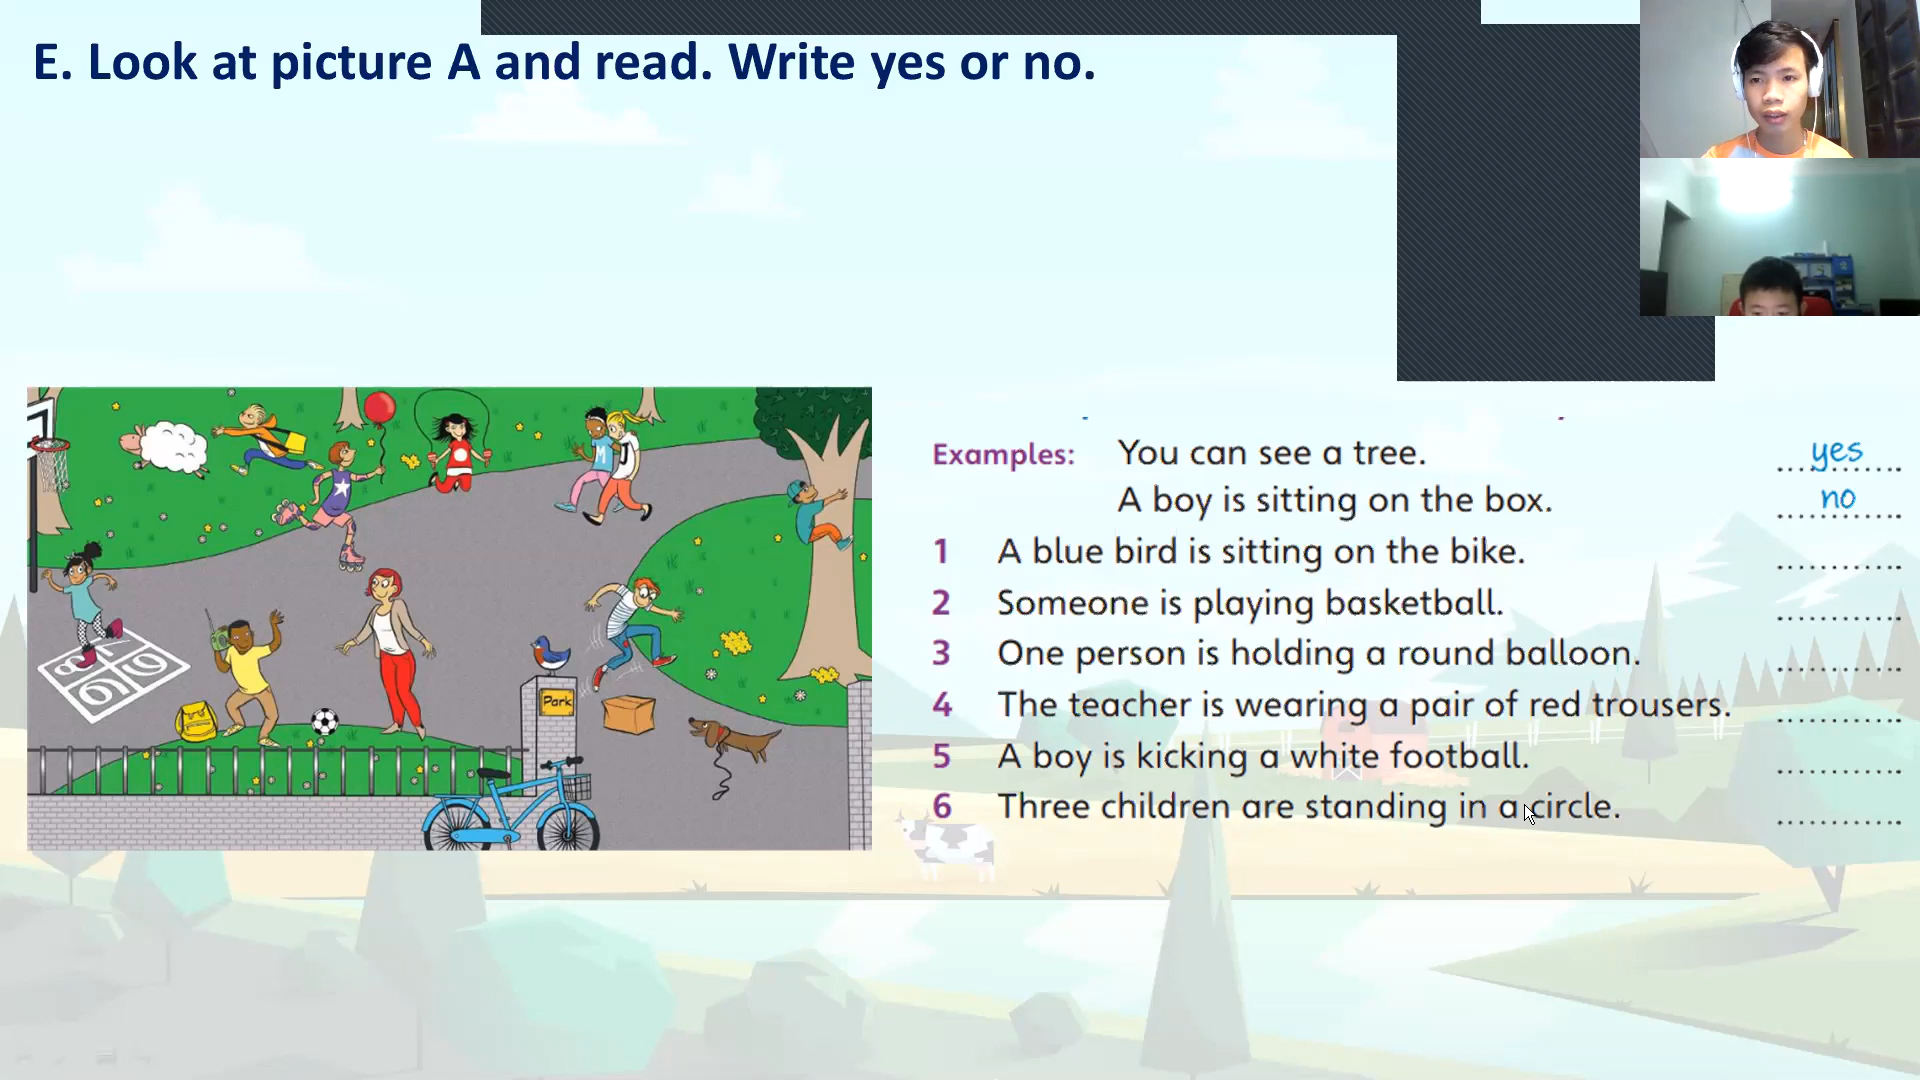 E. Look at picture A and read. Write yes or no.
Examples: You can see a tree. yes
A boy is sitting on the box. no
1 A blue bird is sitting on the bike. ............
2 Someone is playing basketball. ............
3 One person is holding a round balloon. ............
4 The teacher is wearing a pair of red trousers. ............
5 A boy is kicking a white football. ............
6 Three children are standing in a circle. ............
M
J
Park